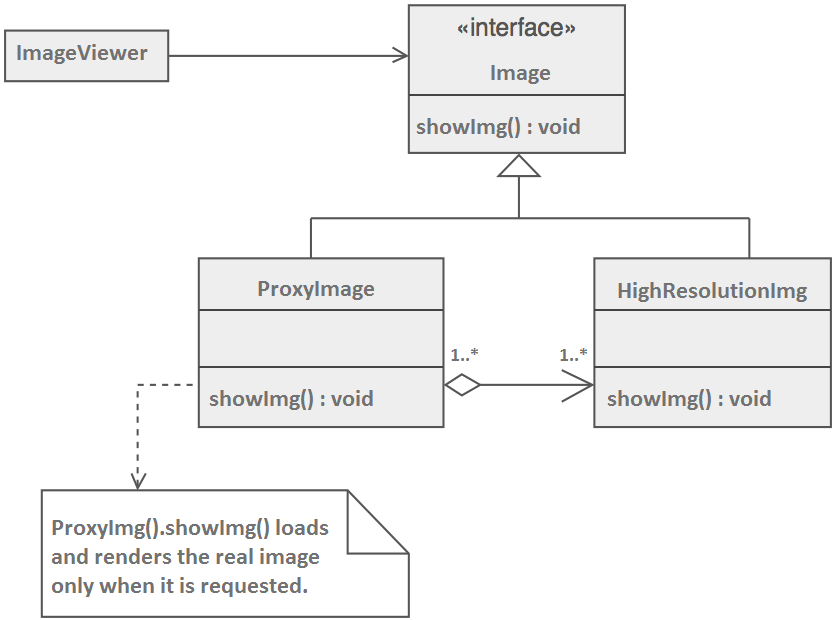 ImageViewer
«interface»
Image
showImg() : void
ProxyImage
showImg() : void
1..*
1..*
HighResolutionImg
showImg() : void
ProxyImg().showImg() loads
and renders the real image
only when it is requested.